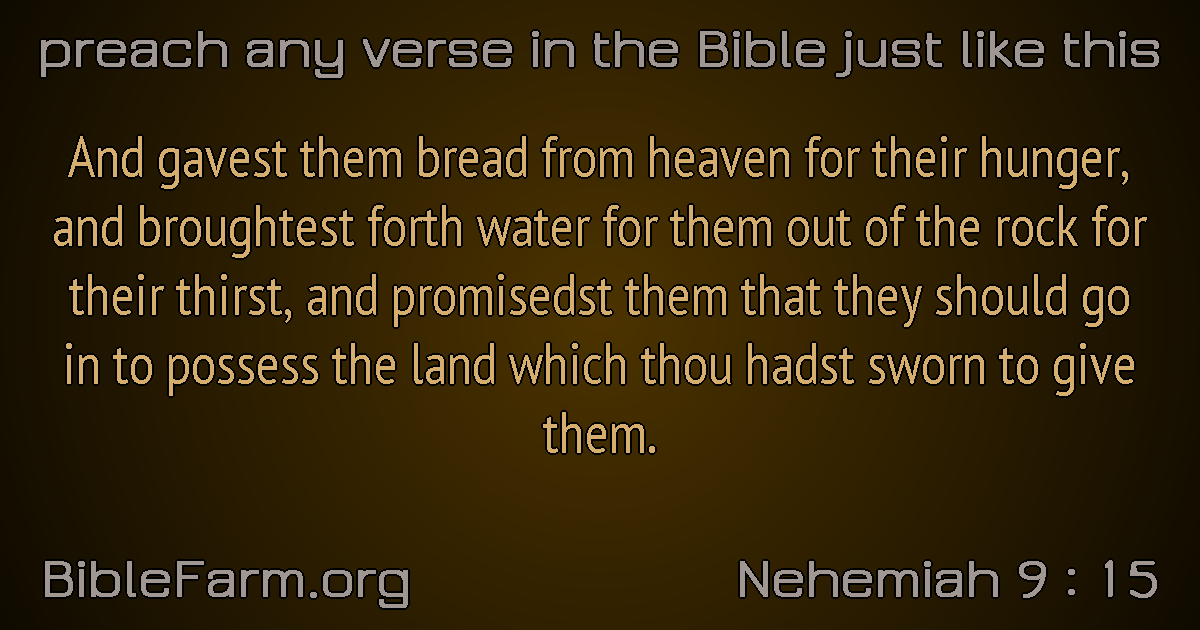 preach any verse in the Bible just like this
And gavest them bread from heaven for their hunger,
and broughtest forth water for them out of the rock for
their thirst, and promisedst them that they should go
in to possess the land which thou hadst sworn to give
them.
BibleFarm.org
Nehemiah 9 : 15